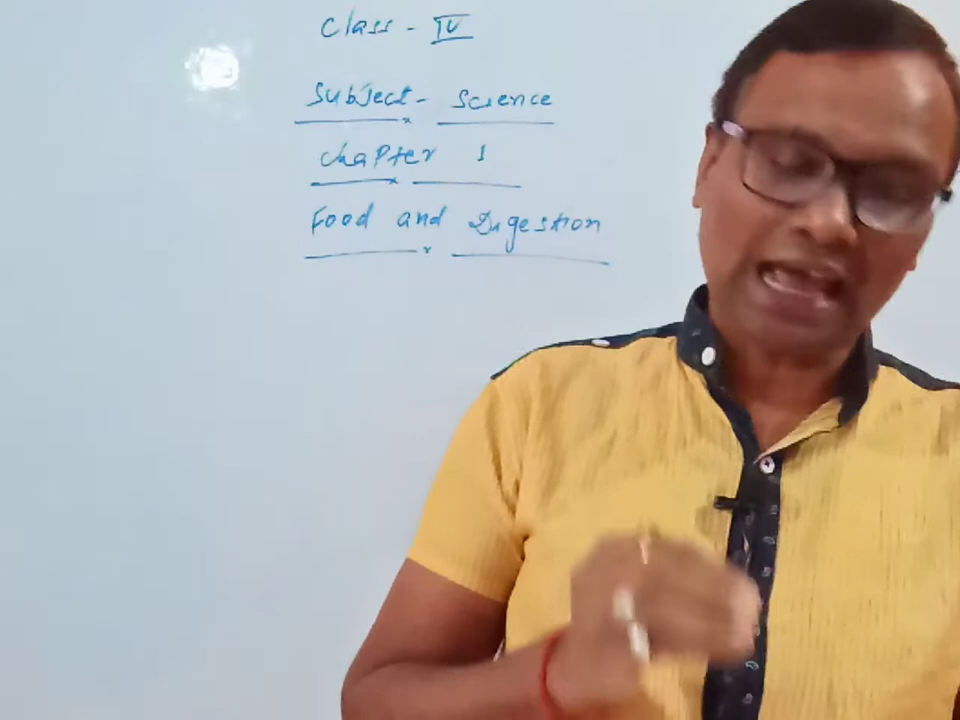 Class - IV
Subject - Science
Chapter 1
Food and Digestion